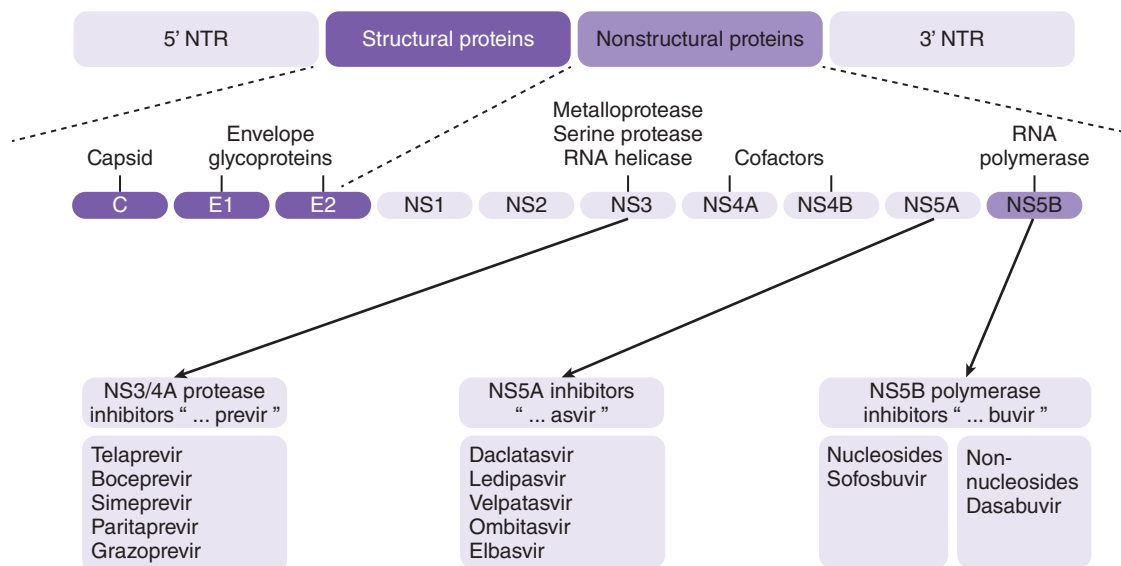 5’ NTR
Structural proteins
Nonstructural proteins
3’ NTR
Capsid
Envelope
glycoproteins
Metalloprotease
Serine protease
RNA helicase
Cofactors
RNA
polymerase
C
E1
E2
NS1
NS2
NS3
NS4A
NS4B
NS5A
NS5B
NS3/4A protease
inhibitors “ ... previr ”
Telaprevir
Boceprevir
Simeprevir
Paritaprevir
Grazoprevir
NS5A inhibitors
“ ... asvir ”
Daclatasvir
Ledipasvir
Velpatasvir
Ombitasvir
Elbasvir
NS5B polymerase
inhibitors “ ... buvir ”
Nucleosides
Sofosbuvir
Non-
nucleosides
Dasabuvir